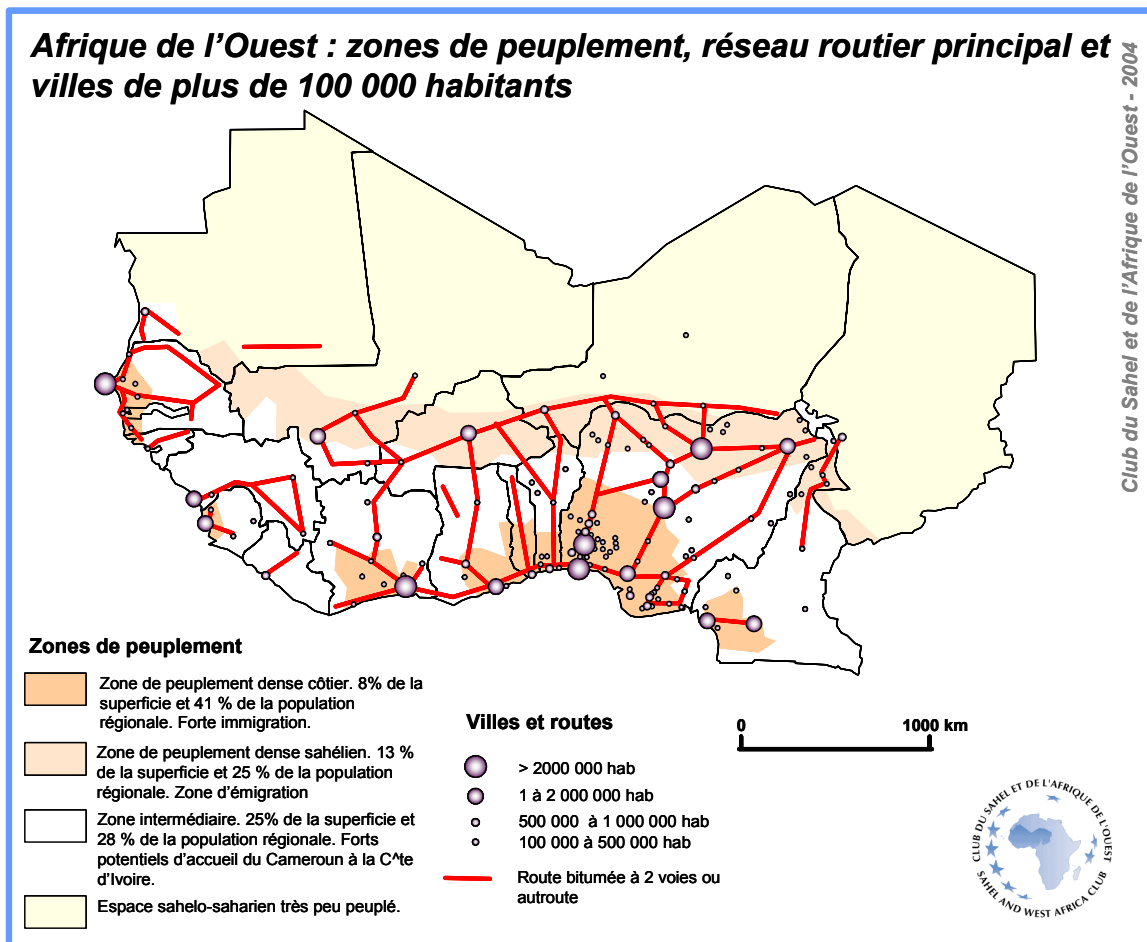 Afrique de l'Ouest : zones de peuplement, réseau routier principal et
villes de plus de 100 000 habitants
Club du Sahel et de l'Afrique de l'Ouest - 2004
Zones de peuplement
Zone de peuplement dense côtier. 8% de la
superficie et 41 % de la population
régionale. Forte immigration.
Zone de peuplement dense sahélien. 13 %
de la superficie et 25 % de la population
régionale. Zone d'émigration
Zone intermédiaire. 25% de la superficie et
28 % de la population régionale. Forts
potentiels d'accueil du Cameroun à la C^te
d'Ivoire.
Espace sahelo-saharien très peu peuplé.
Villes et routes
> 2000 000 hab
1 à 2 000 000 hab
500 000 à 1 000 000 hab
100 000 à 500 000 hab
Route bitumée à 2 voies ou
autroute
0 1000 km
CLUB DU SAHEL ET DE L'AFRIQUE DE L'OUEST
SAHEL AND WEST AFRICA CLUB